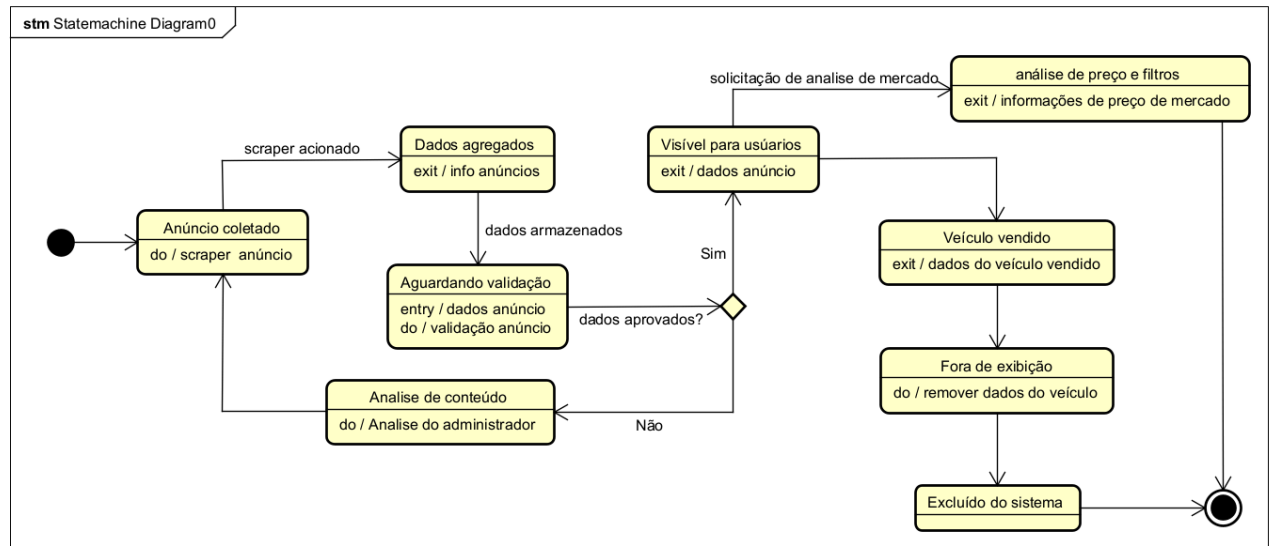 stm Statemachine Diagram0
solicitação de analise de mercado
análise de preço e filtros
exit / informações de preço de mercado
scraper acionado
Dados agregados
exit / info anúncios
Visível para usúarios
exit / dados anúncio
Anúncio coletado
do / scraper anúncio
dados armazenados
Veículo vendido
exit / dados do veículo vendido
Sim
Aguardando validação
entry / dados anúncio
do / validação anúncio
dados aprovados?
Fora de exibição
do / remover dados do veículo
Analise de conteúdo
do / Analise do administrador
Não
Excluído do sistema